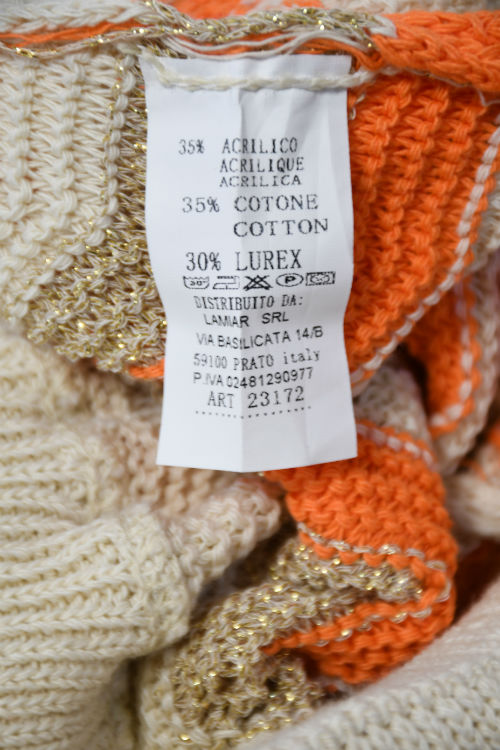 35% ACRILICO
ACRILIQUE
ACRILICA
35% COTONE
COTTON
30% LUREX
30°
DISTRIBUITO DA:
LAMIAR SRL
VIA BASILICATA 14/B
59100 PRATO italy
P.IVA 02481290977
ART 23172